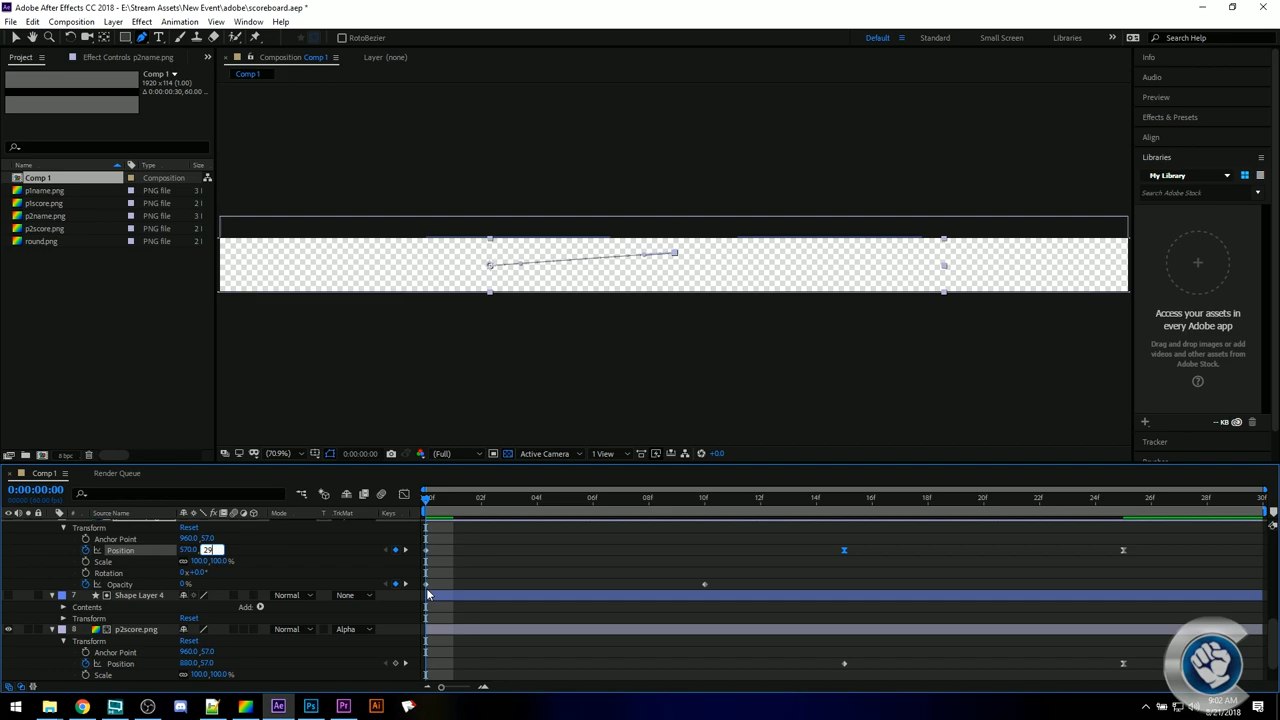 Adobe After Effects CC 2018 - E:\Stream Assets\New Event\adobe\scoreboard.aep *
File Edit Composition Layer Effect Animation View Window Help
RotoBezier Default Standard Small Screen Libraries Search Help
Project Effect Controls p2name.png Composition Comp 1 Layer (none) Info
Comp 1 Comp 1
1920 x 114 (1.00)
Δ 0:00:00:30, 60.00 ...
Audio
Preview
Effects & Presets
Align
Name Type Size Libraries
Comp 1 Composition My Library
p1name.png PNG file 3
p1score.png PNG file 2
p2name.png PNG file 3
p2score.png PNG file 2
round.png PNG file 2
Search Adobe Stock
Access your assets in
every Adobe app
Drag and drop images or add
videos and other assets from
Adobe Stock.
8 bpc (70.9%) 0:00:00:00 (Full) Active Camera 1 View +0.0 -- KB
Tracker
Comp 1 Render Queue
0:00:00:00
00000 (60.00 fps)
02f 04f 06f 08f 10f 12f 14f 16f 18f 20f 22f 24f 26f 28f 30f
# Source Name Mode T TrkMat Keys
Transform Reset
Anchor Point 960.0,57.0
Position 570.0, 29
Scale 100.0,100.0 %
Rotation 0 x+0.0°
Opacity 0 %
7 Shape Layer 4 Normal None
Contents Add:
Transform Reset
8 p2score.png Normal Alpha
Transform Reset
Anchor Point 960.0,57.0
Position 880.0,57.0
Scale 100.0,100.0 %
Ae Ps Pr Ai
9:02 AM
8/21/2018